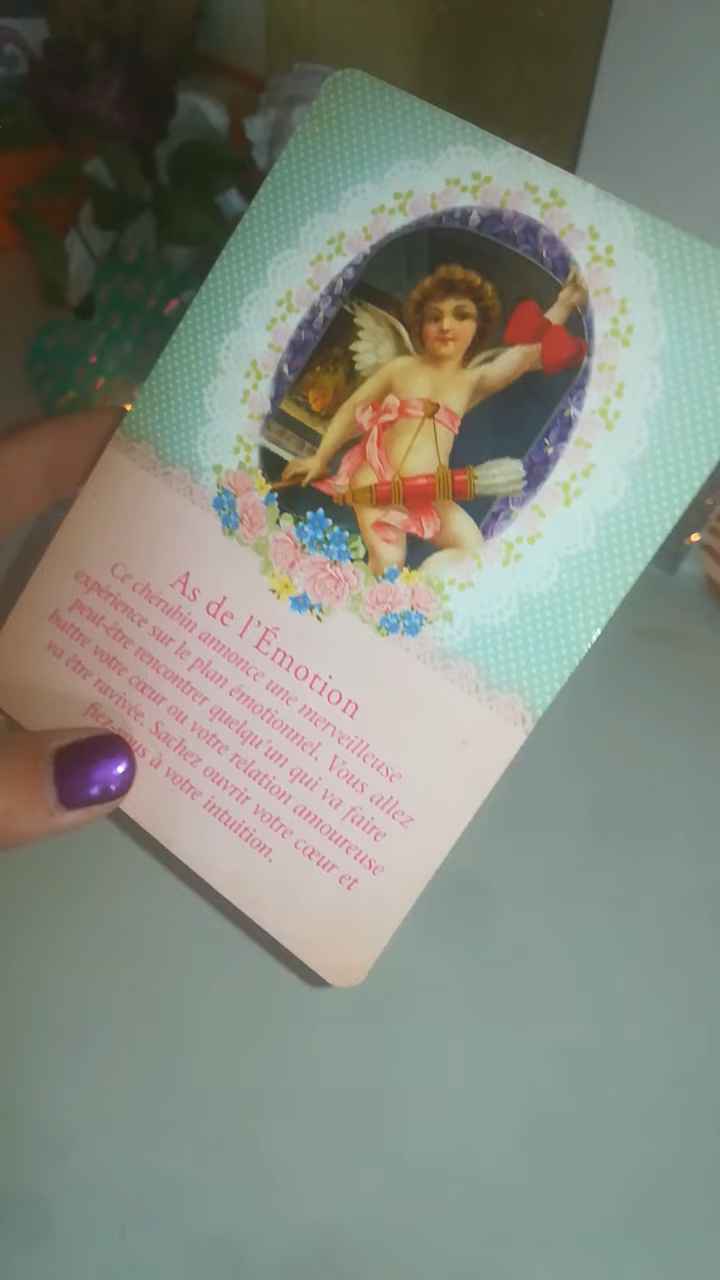 As de l'Émotion
Ce chérubin annonce une merveilleuse
expérience sur le plan émotionnel. Vous allez
peut-être rencontrer quelqu'un qui va faire
battre votre cœur ou votre relation amoureuse
va être ravivée. Sachez ouvrir votre cœur et
fiez-vous à votre intuition.